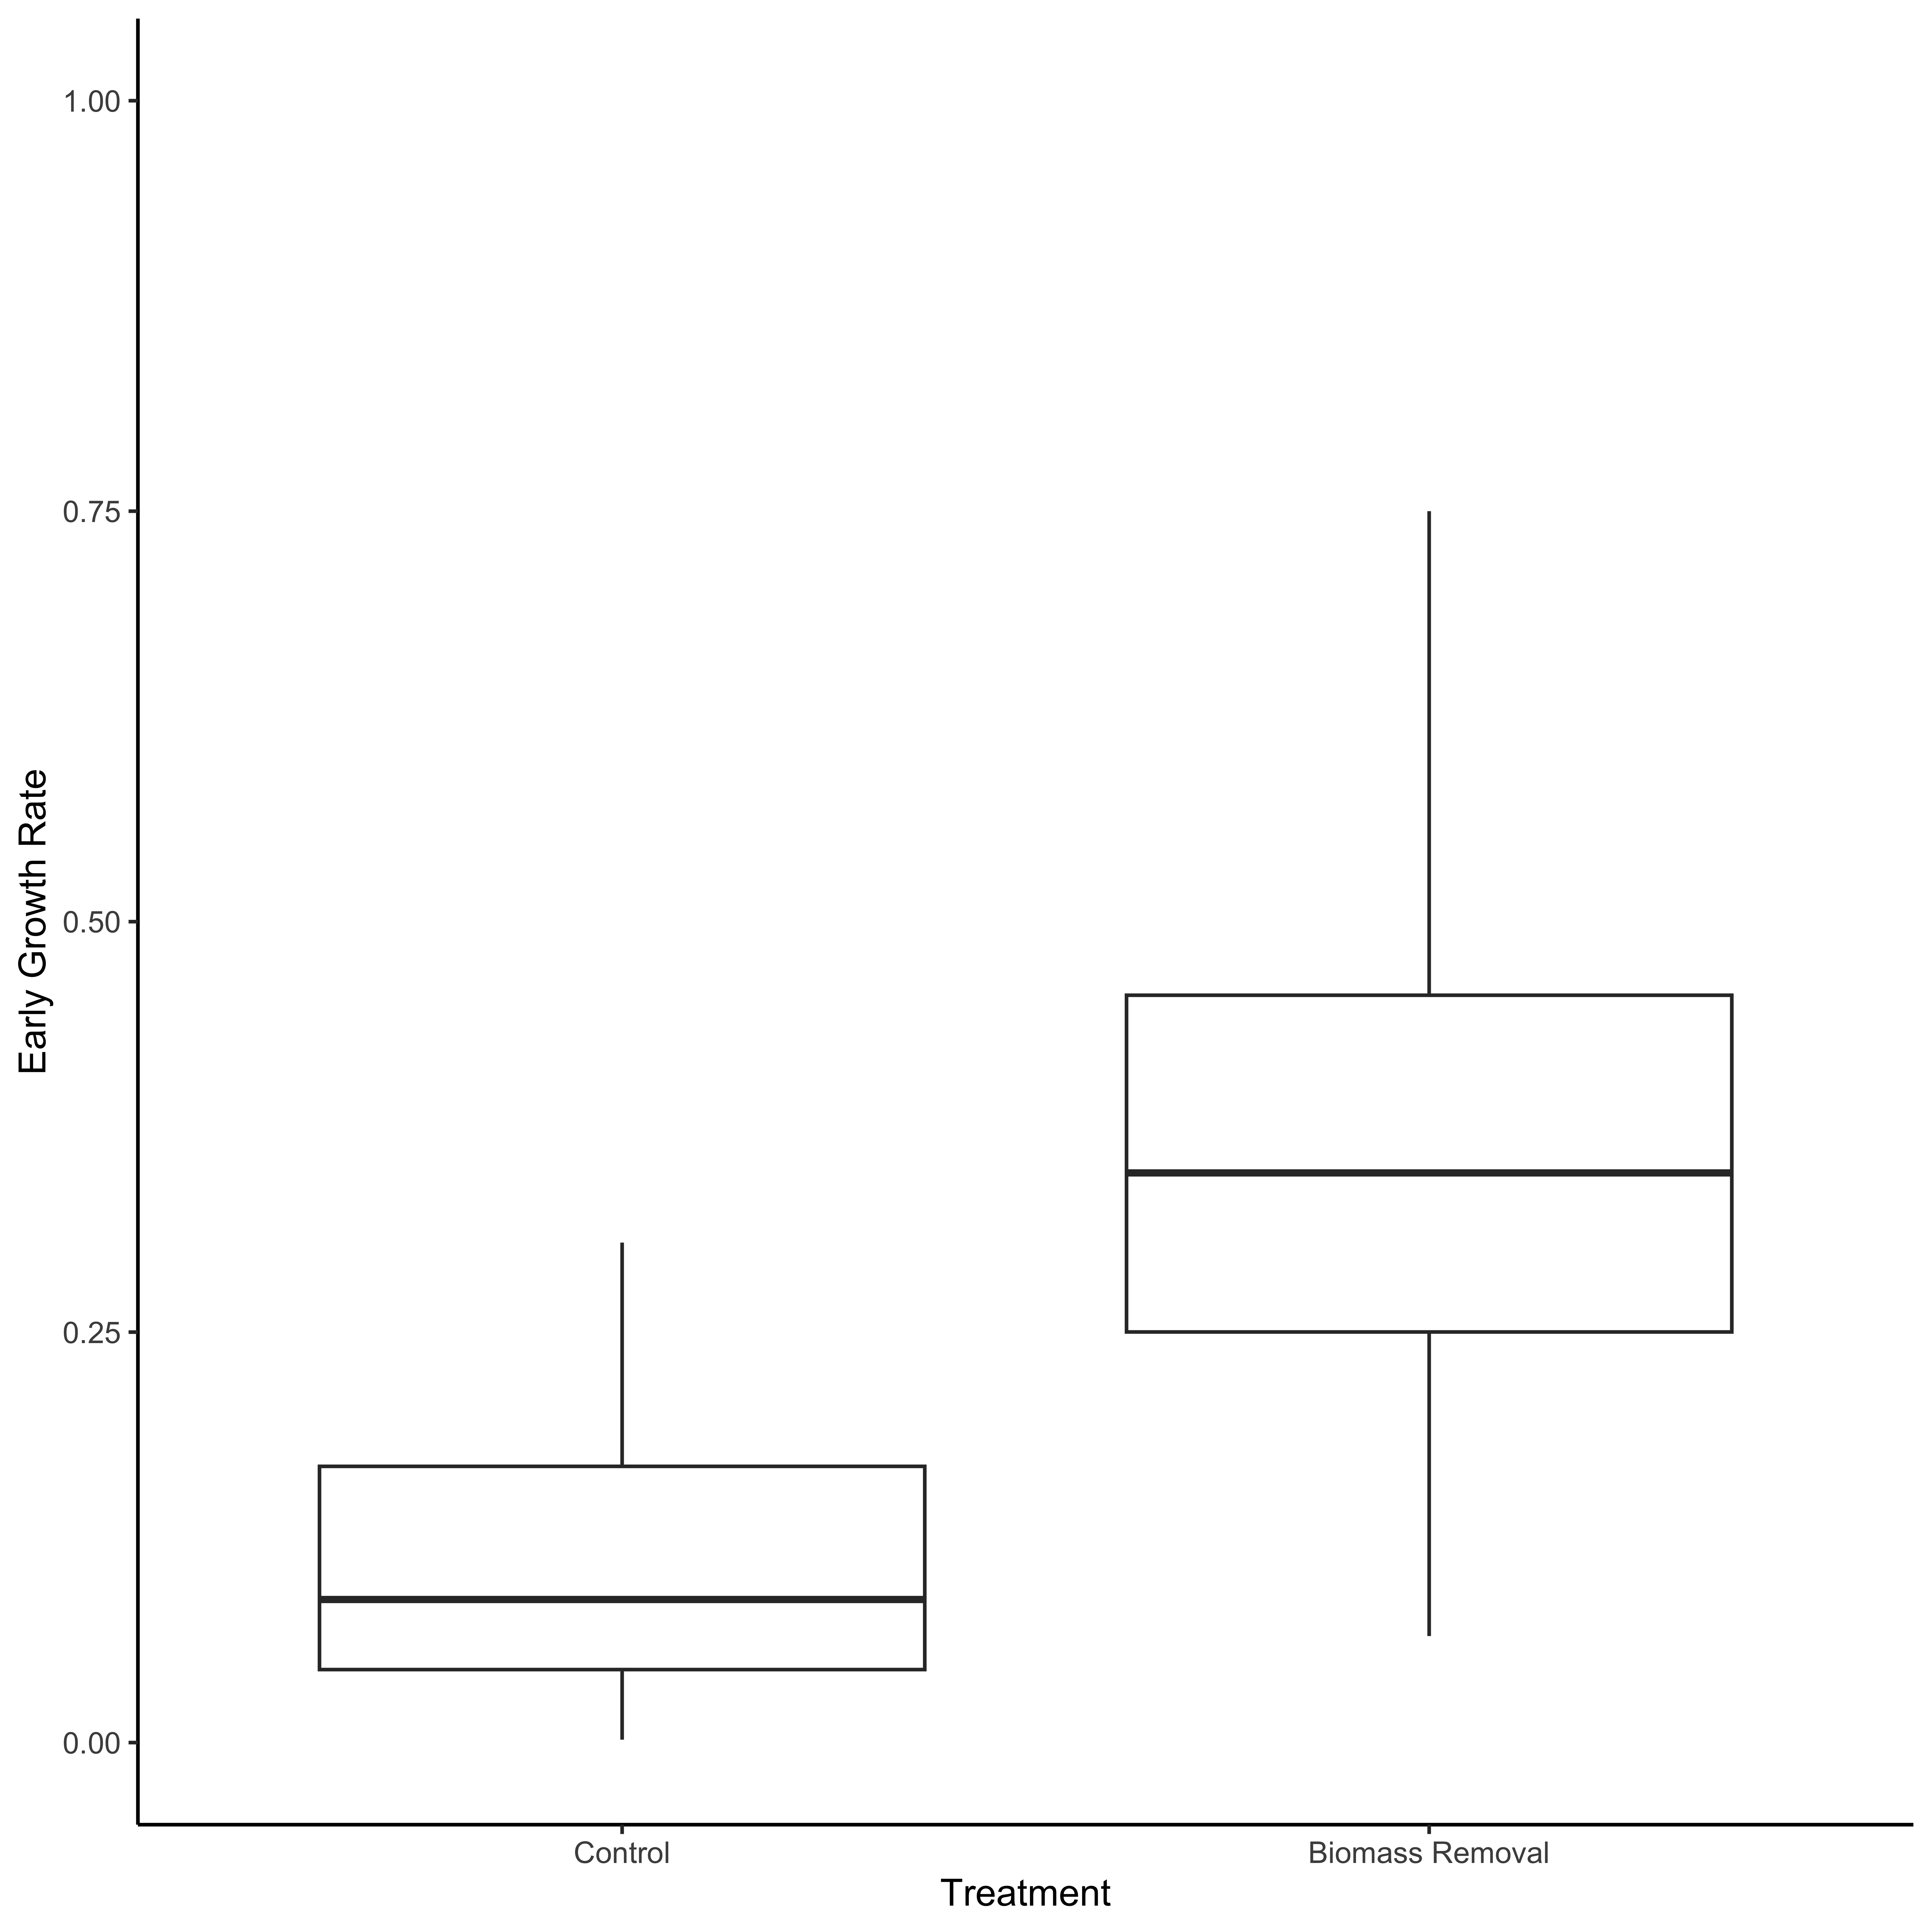 1.00
0.75
0.50
0.25
0.00
Early Growth Rate
Control
Biomass Removal
Treatment